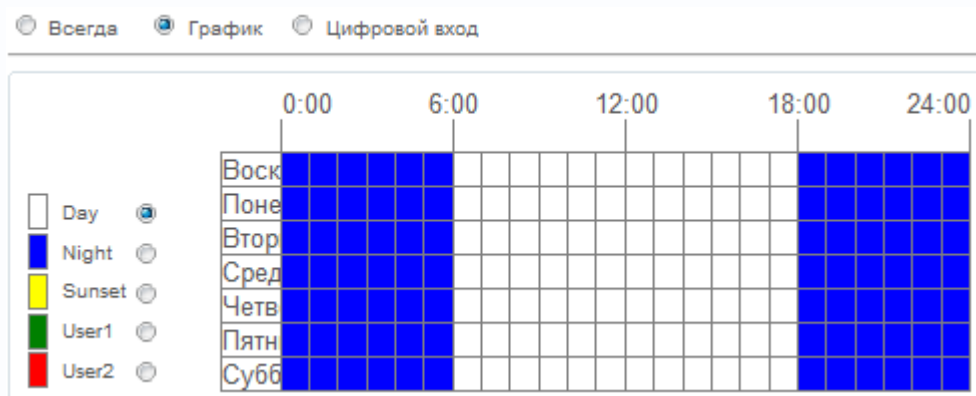 Всегда График Цифровой вход
0:00 6:00 12:00 18:00 24:00
Воск
Поне
Втор
Сред
Четв
Пятн
Субб
Day
Night
Sunset
User1
User2